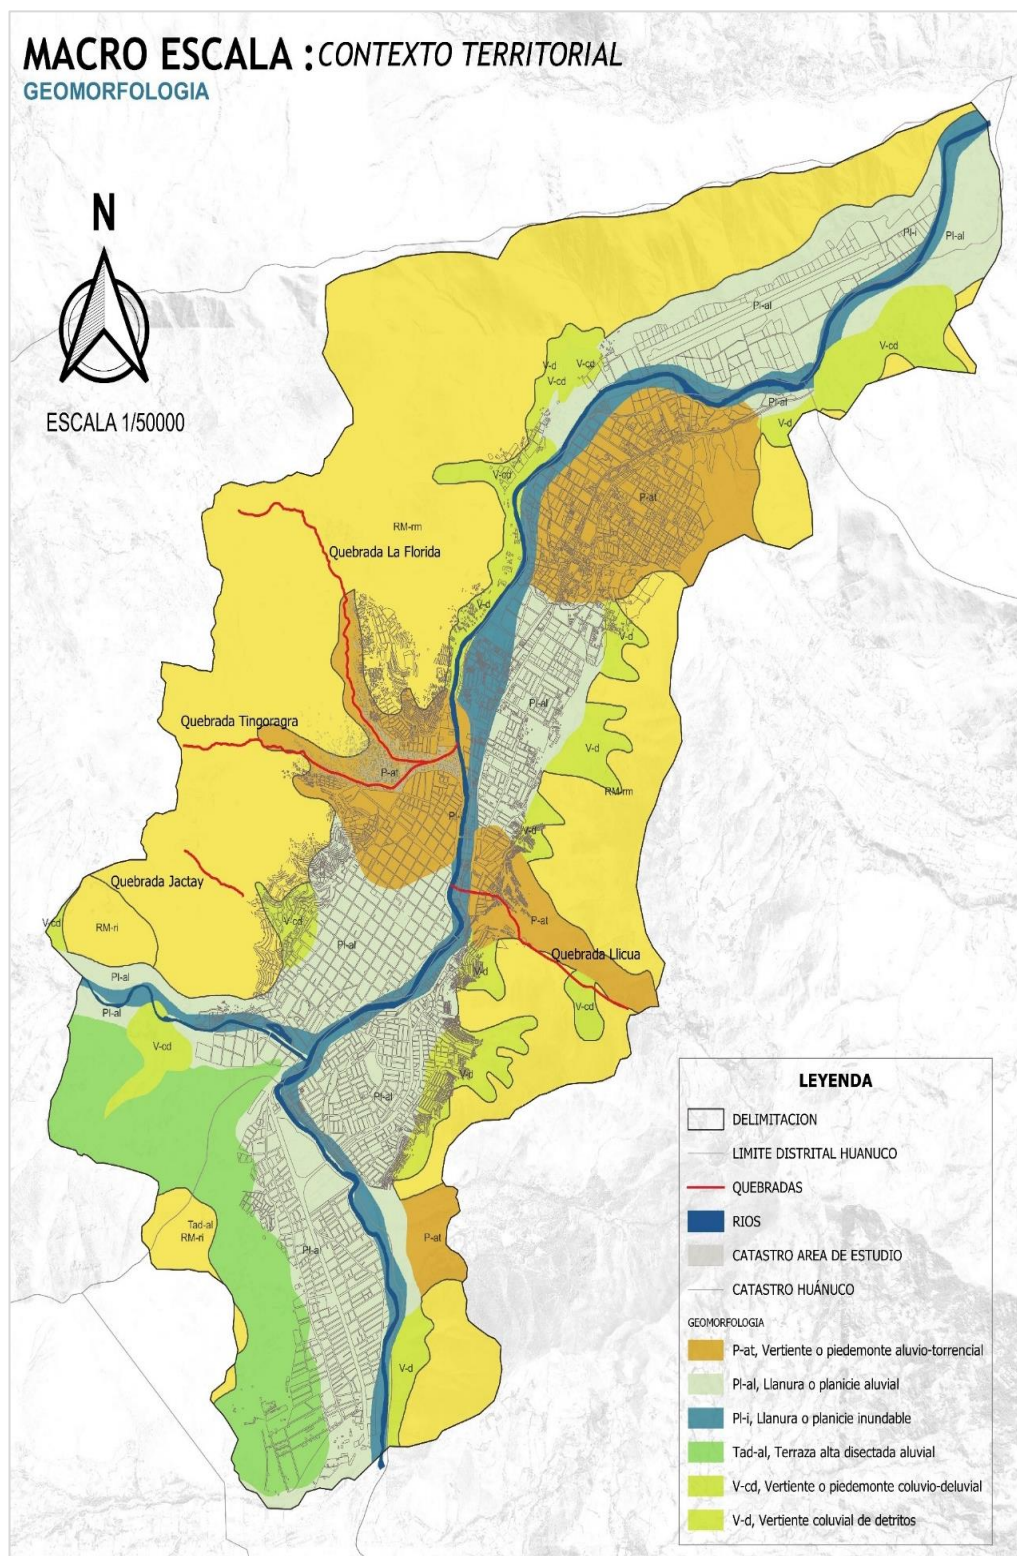 MACRO ESCALA : CONTEXTO TERRITORIAL
GEOMORFOLOGIA
N
ESCALA 1/50000
Pl-i
Pl-al
Pl-al
V-cd
V-d
V-cd
V-cd
Pl-al
V-d
V-cd
P-at
RM-rm
Quebrada La Florida
V-d
V-d
Pl-al
Quebrada Tingoragra
V-d
P-at
RM-rm
Pl-
V-d
Quebrada Jactay
V-cd
P-at
V-cd
RM-ri
Pl-al
Quebrada Llicua
Pl-al
V-d
Pl-al
V-cd
V-cd
V-d
Pl-al
Tad-al
RM-ri
P-at
Pl-al
V-d
LEYENDA
DELIMITACION
LIMITE DISTRITAL HUANUCO
QUEBRADAS
RIOS
CATASTRO AREA DE ESTUDIO
CATASTRO HUÁNUCO
GEOMORFOLOGIA
P-at, Vertiente o piedemonte aluvio-torrencial
Pl-al, Llanura o planicie aluvial
Pl-i, Llanura o planicie inundable
Tad-al, Terraza alta disectada aluvial
V-cd, Vertiente o piedemonte coluvio-deluvial
V-d, Vertiente coluvial de detritos